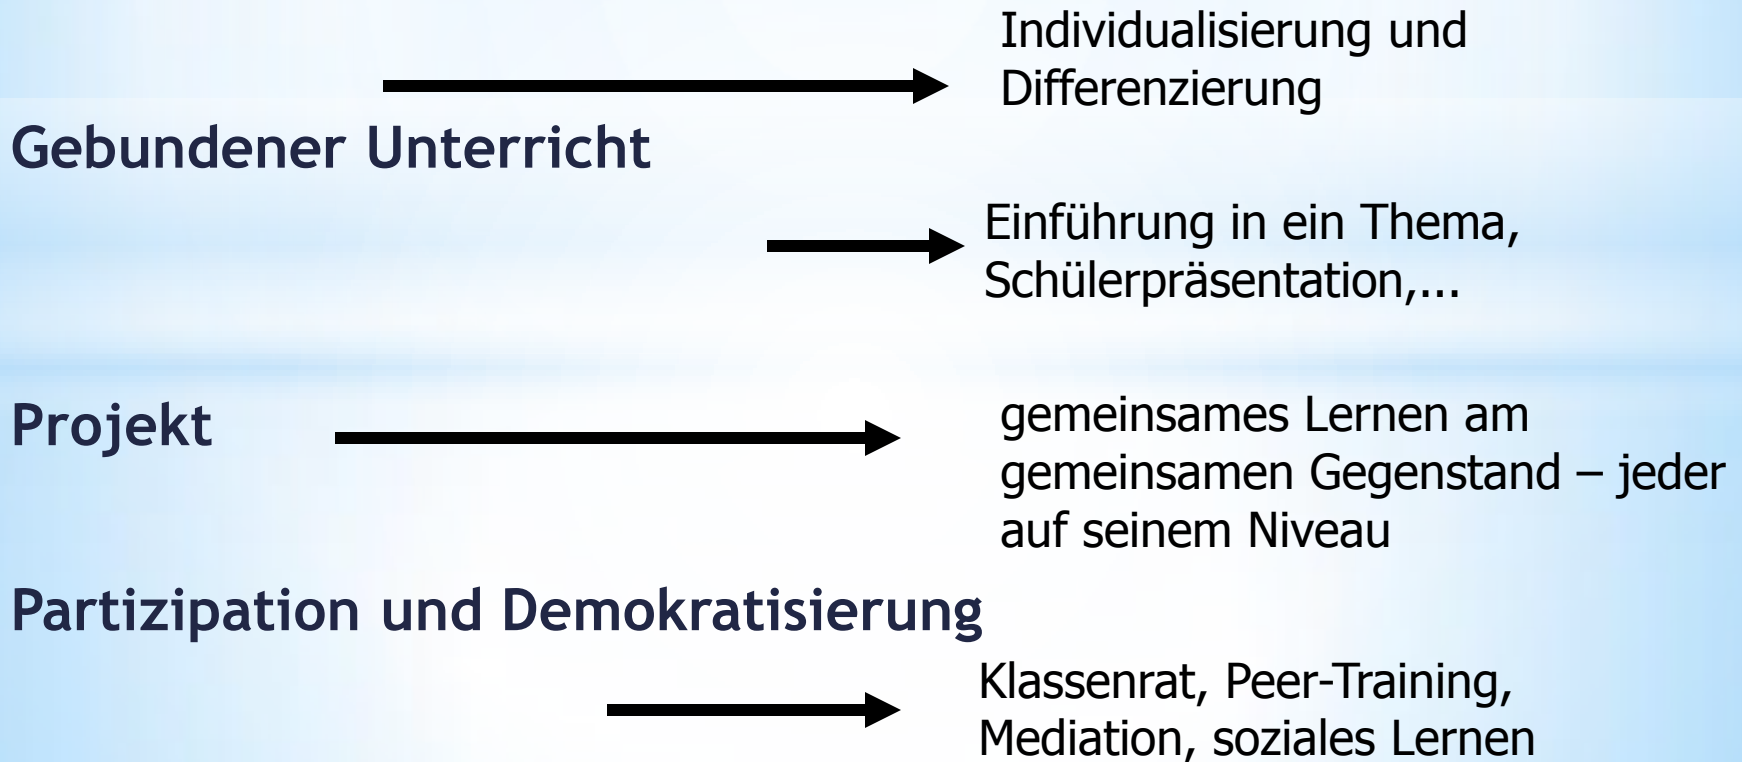 Individualisierung und
Differenzierung
Gebundener Unterricht
Einführung in ein Thema,
Schülerpräsentation,...
Projekt
gemeinsames Lernen am
gemeinsamen Gegenstand – jeder
auf seinem Niveau
Partizipation und Demokratisierung
Klassenrat, Peer-Training,
Mediation, soziales Lernen